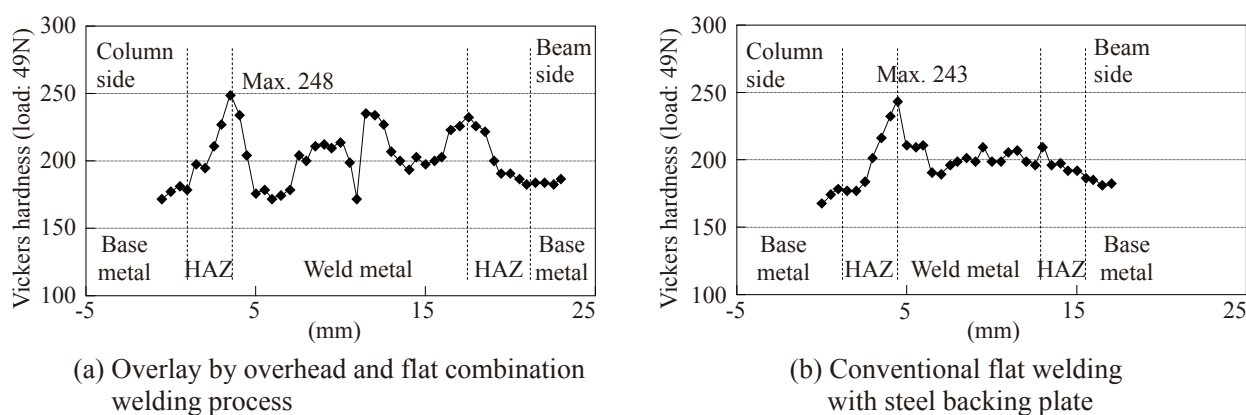 Vickers hardness (load: 49N)
300
250
200
150
100
-5
5
15
25
(mm)
Column
side
Beam
side
Max. 248
Base
metal
HAZ
Weld metal
HAZ
Base
metal
(a) Overlay by overhead and flat combination
welding process
Vickers hardness (load: 49N)
300
250
200
150
100
-5
5
15
25
(mm)
Column
side
Beam
side
Max. 243
Base
metal
HAZ
Weld metal
HAZ
Base
metal
(b) Conventional flat welding
with steel backing plate